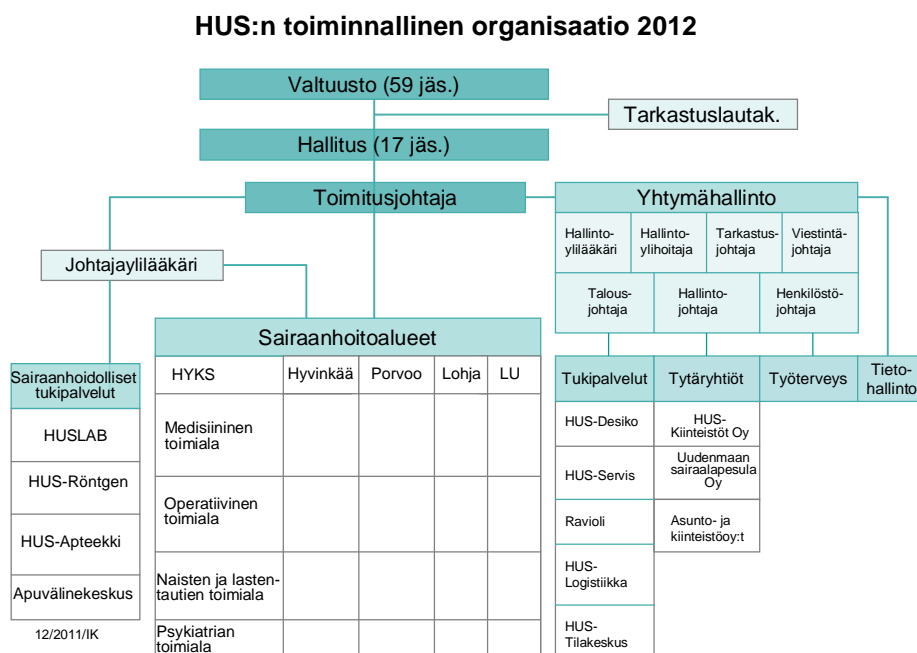 HUS:n toiminnallinen organisaatio 2012
Valtuusto (59 jäs.)
Tarkastuslautak.
Hallitus (17 jäs.)
Toimitusjohtaja
Yhtymähallinto
Hallinto-
ylilääkäri
Hallinto-
ylihoitaja
Tarkastus-
johtaja
Viestintä-
johtaja
Johtajaylilääkäri
Talous-
johtaja
Hallinto-
johtaja
Henkilöstö-
johtaja
Sairaanhoitoalueet
Sairaanhoidolliset
tukipalvelut
HYKS
Hyvinkää
Porvoo
Lohja
LU
Tukipalvelut
Tytäryhtiöt
Työterveys
Tieto-
hallinto
HUSLAB
HUS-Röntgen
HUS-Apteekki
Apuvälinekeskus
Medisiininen
toimiala
Operatiivinen
toimiala
Naisten ja lasten-
tautien toimiala
Psykiatrian
toimiala
HUS-Desiko
HUS-Servis
Ravioli
HUS-
Logistiikka
HUS-
Tilakeskus
HUS-
Kiinteistöt Oy
Uudenmaan
sairaalapesula
Oy
Asunto- ja
kiinteistöoy:t
12/2011/IK